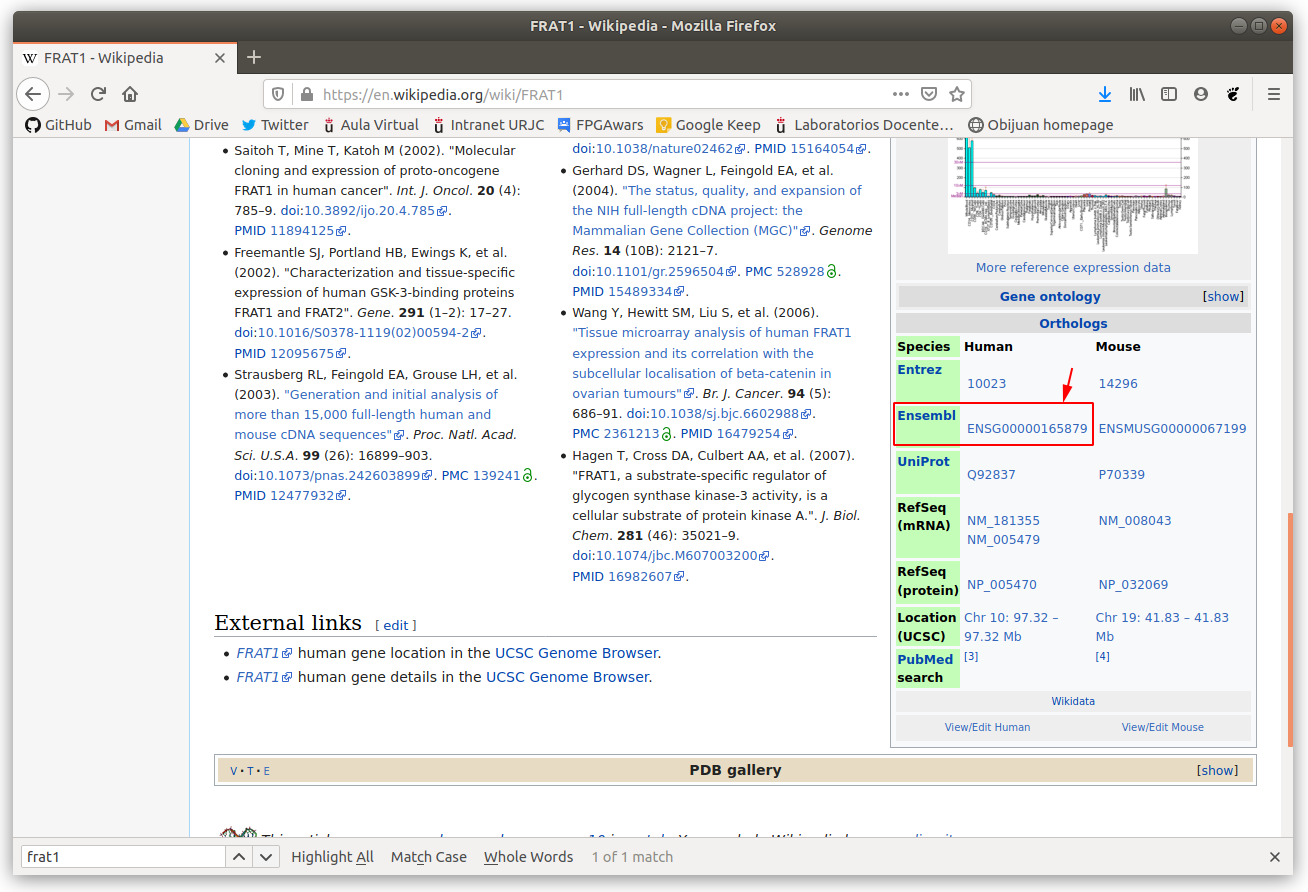 FRAT1 - Wikipedia - Mozilla Firefox
W FRAT1 - Wikipedia
https://en.wikipedia.org/wiki/FRAT1
GitHub Gmail Drive Twitter Aula Virtual Intranet URJC FPGAwars Google Keep Laboratorios Docente… Obijuan homepage
Saitoh T, Mine T, Katoh M (2002). "Molecular
cloning and expression of proto-oncogene
FRAT1 in human cancer". Int. J. Oncol. 20 (4):
785–9. doi:10.3892/ijo.20.4.785.
PMID 11894125.
Freemantle SJ, Portland HB, Ewings K, et al.
(2002). "Characterization and tissue-specific
expression of human GSK-3-binding proteins
FRAT1 and FRAT2". Gene. 291 (1–2): 17–27.
doi:10.1016/S0378-1119(02)00594-2.
PMID 12095675.
Strausberg RL, Feingold EA, Grouse LH, et al.
(2003). "Generation and initial analysis of
more than 15,000 full-length human and
mouse cDNA sequences". Proc. Natl. Acad.
Sci. U.S.A. 99 (26): 16899–903.
doi:10.1073/pnas.242603899. PMC 139241.
PMID 12477932.
doi:10.1038/nature02462. PMID 15164054.
Gerhard DS, Wagner L, Feingold EA, et al.
(2004). "The status, quality, and expansion of
the NIH full-length cDNA project: the
Mammalian Gene Collection (MGC)". Genome
Res. 14 (10B): 2121–7.
doi:10.1101/gr.2596504. PMC 528928.
PMID 15489334.
Wang Y, Hewitt SM, Liu S, et al. (2006).
"Tissue microarray analysis of human FRAT1
expression and its correlation with the
subcellular localisation of beta-catenin in
ovarian tumours". Br. J. Cancer. 94 (5):
686–91. doi:10.1038/sj.bjc.6602988.
PMC 2361213. PMID 16479254.
Hagen T, Cross DA, Culbert AA, et al. (2007).
"FRAT1, a substrate-specific regulator of
glycogen synthase kinase-3 activity, is a
cellular substrate of protein kinase A.". J. Biol.
Chem. 281 (46): 35021–9.
doi:10.1074/jbc.M607003200.
PMID 16982607.
External links [ edit ]
FRAT1 human gene location in the UCSC Genome Browser.
FRAT1 human gene details in the UCSC Genome Browser.
More reference expression data
Gene ontology [show]
Orthologs
Species Human Mouse
Entrez 10023 14296
Ensembl ENSG00000165879 ENSMUSG00000067199
UniProt Q92837 P70339
RefSeq
(mRNA) NM_181355 NM_008043
NM_005479
RefSeq
(protein) NP_005470 NP_032069
Location Chr 10: 97.32 – Chr 19: 41.83 – 41.83
(UCSC) 97.32 Mb Mb
PubMed [3] [4]
search
Wikidata
View/Edit Human View/Edit Mouse
V • T • E PDB gallery [show]
frat1 Highlight All Match Case Whole Words 1 of 1 match